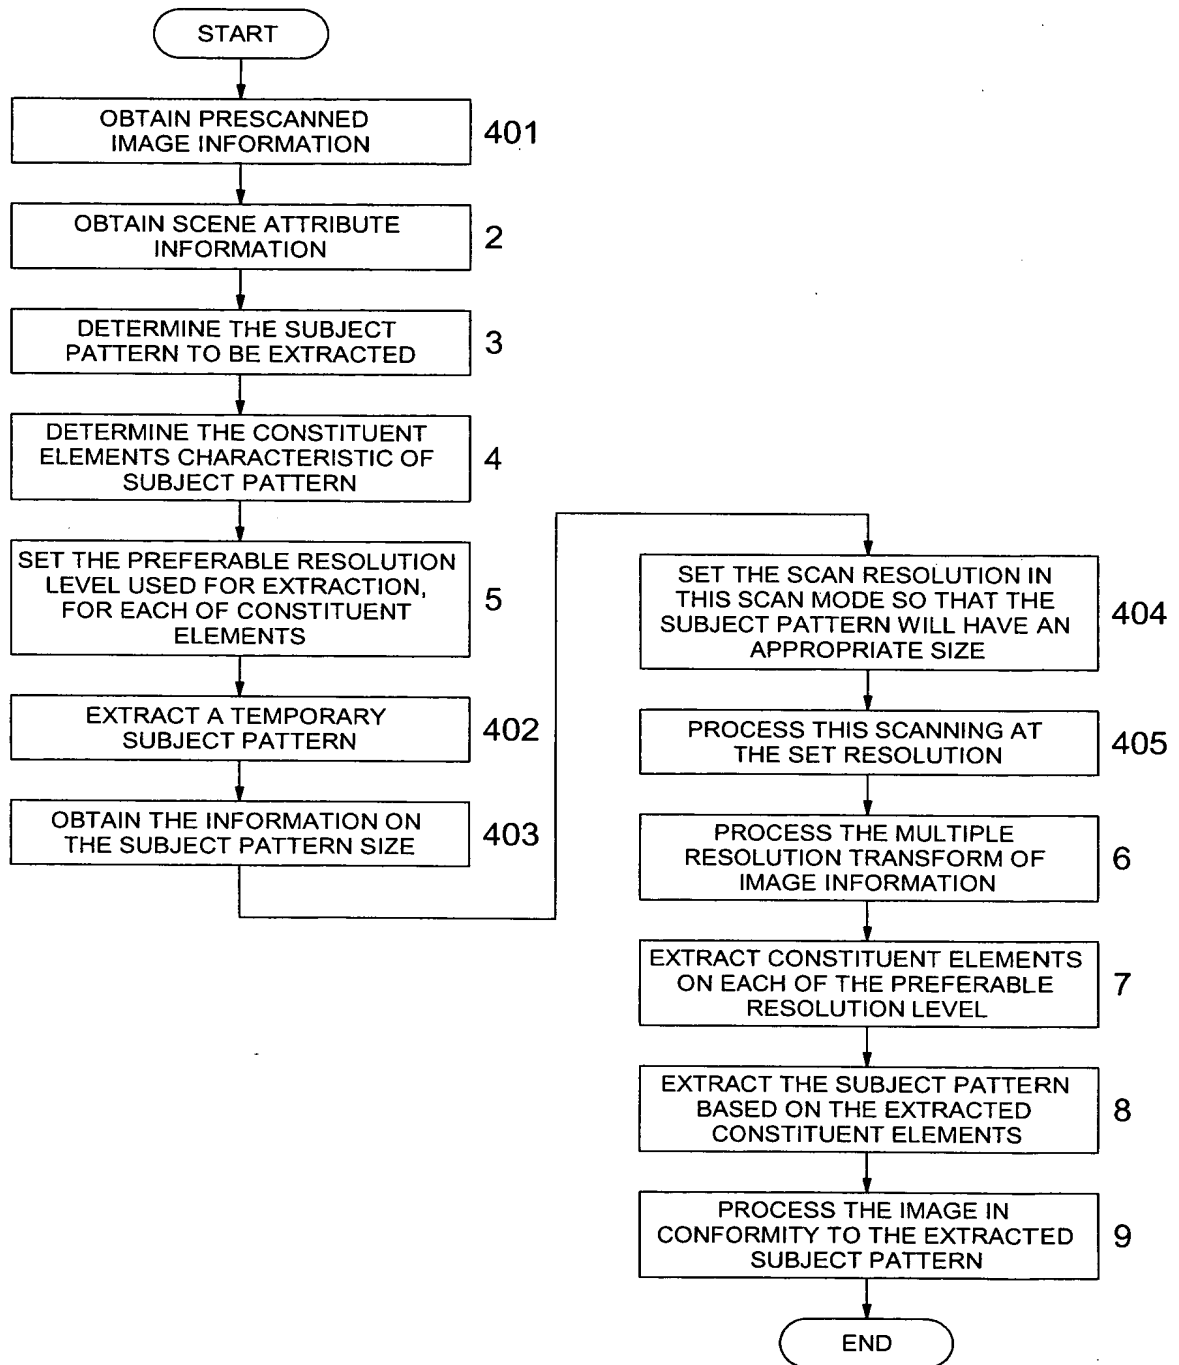 START
OBTAIN PRESCANNED
IMAGE INFORMATION
401
OBTAIN SCENE ATTRIBUTE
INFORMATION
2
DETERMINE THE SUBJECT
PATTERN TO BE EXTRACTED
3
DETERMINE THE CONSTITUENT
ELEMENTS CHARACTERISTIC OF
SUBJECT PATTERN
4
SET THE PREFERABLE RESOLUTION
LEVEL USED FOR EXTRACTION,
FOR EACH OF CONSTITUENT
ELEMENTS
5
EXTRACT A TEMPORARY
SUBJECT PATTERN
402
OBTAIN THE INFORMATION ON
THE SUBJECT PATTERN SIZE
403
SET THE SCAN RESOLUTION IN
THIS SCAN MODE SO THAT THE
SUBJECT PATTERN WILL HAVE AN
APPROPRIATE SIZE
404
PROCESS THIS SCANNING AT
THE SET RESOLUTION
405
PROCESS THE MULTIPLE
RESOLUTION TRANSFORM OF
IMAGE INFORMATION
6
EXTRACT CONSTITUENT ELEMENTS
ON EACH OF THE PREFERABLE
RESOLUTION LEVEL
7
EXTRACT THE SUBJECT PATTERN
BASED ON THE EXTRACTED
CONSTITUENT ELEMENTS
8
PROCESS THE IMAGE IN
CONFORMITY TO THE EXTRACTED
SUBJECT PATTERN
9
END